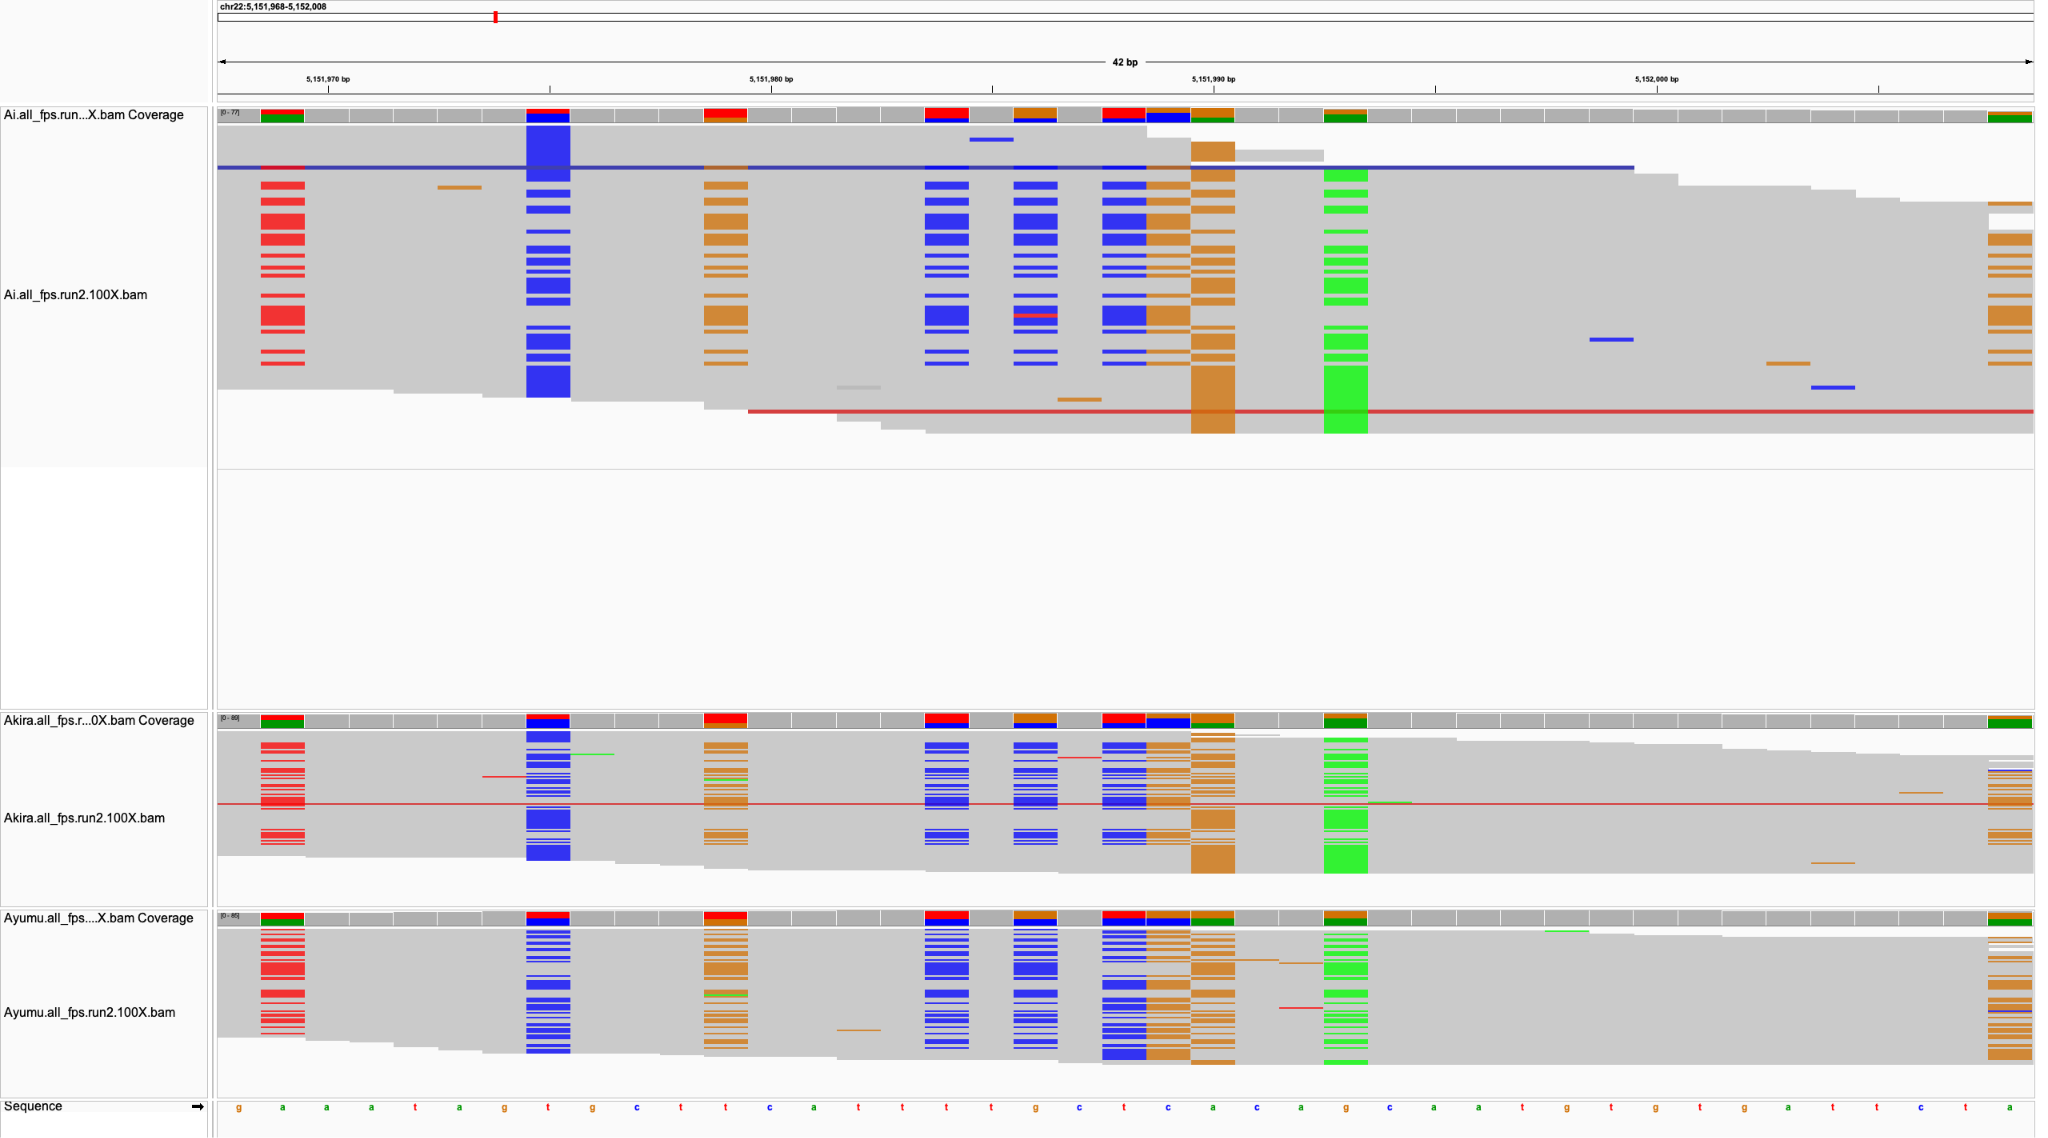 chr22:5,151,968-5,152,008
42 bp
5,151,970 bp 5,151,980 bp 5,151,990 bp 5,152,000 bp
Ai.all_fps.run...X.bam Coverage
[0 - 77]
Ai.all_fps.run2.100X.bam
Akira.all_fps.r...0X.bam Coverage
[0 - 89]
Akira.all_fps.run2.100X.bam
Ayumu.all_fps....X.bam Coverage
[0 - 85]
Ayumu.all_fps.run2.100X.bam
Sequence
g a a a t a g t g c t t c a t t t t g c t c a c a g c a a t g t g t g a t t c t a